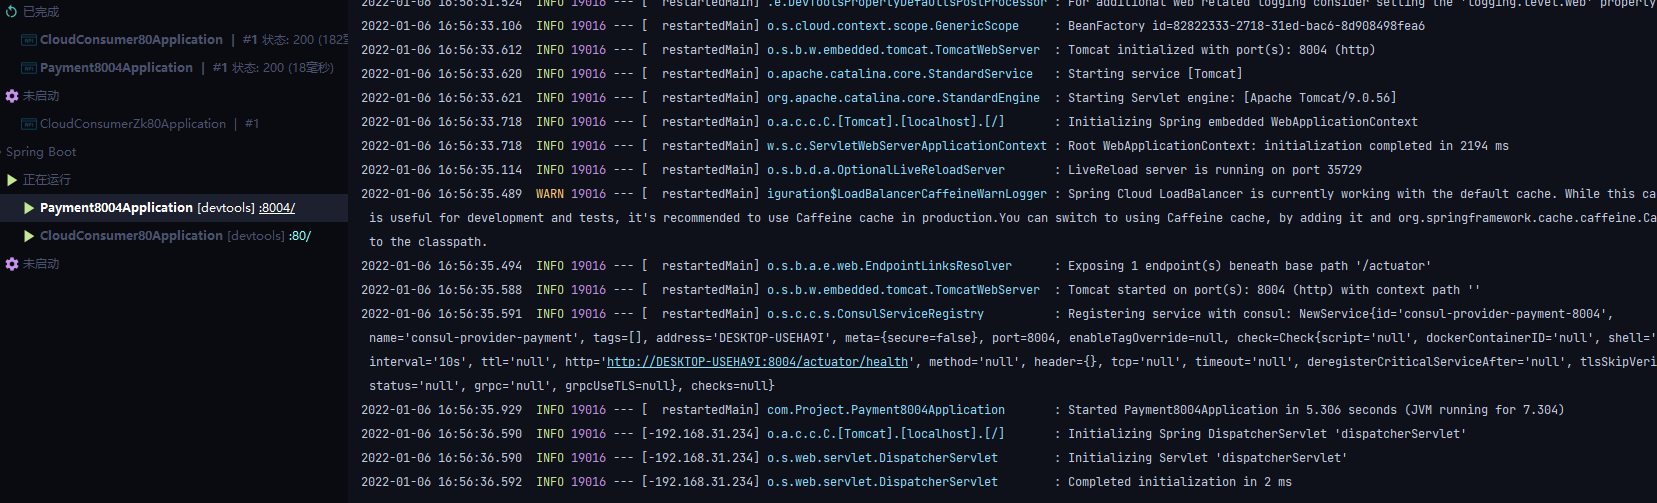 已完成
CloudConsumer80Application | #1 状态: 200 (182毫
Payment8004Application | #1 状态: 200 (18毫秒)
未启动
CloudConsumerZk80Application | #1
Spring Boot
正在运行
Payment8004Application [devtools] :8004/
CloudConsumer80Application [devtools] :80/
未启动
2022-01-06 16:56:31.524 INFO 19016 --- [ restartedMain] .e.DevToolsPropertyDefaultsPostProcessor : For additional web related logging consider setting the 'logging.level.web' property
2022-01-06 16:56:33.106 INFO 19016 --- [ restartedMain] o.s.cloud.context.scope.GenericScope : BeanFactory id=82822333-2718-31ed-bac6-8d908498fea6
2022-01-06 16:56:33.612 INFO 19016 --- [ restartedMain] o.s.b.w.embedded.tomcat.TomcatWebServer : Tomcat initialized with port(s): 8004 (http)
2022-01-06 16:56:33.620 INFO 19016 --- [ restartedMain] o.apache.catalina.core.StandardService : Starting service [Tomcat]
2022-01-06 16:56:33.621 INFO 19016 --- [ restartedMain] org.apache.catalina.core.StandardEngine : Starting Servlet engine: [Apache Tomcat/9.0.56]
2022-01-06 16:56:33.718 INFO 19016 --- [ restartedMain] o.a.c.c.C.[Tomcat].[localhost].[/] : Initializing Spring embedded WebApplicationContext
2022-01-06 16:56:33.718 INFO 19016 --- [ restartedMain] w.s.c.ServletWebServerApplicationContext : Root WebApplicationContext: initialization completed in 2194 ms
2022-01-06 16:56:35.114 INFO 19016 --- [ restartedMain] o.s.b.d.a.OptionalLiveReloadServer : LiveReload server is running on port 35729
2022-01-06 16:56:35.489 WARN 19016 --- [ restartedMain] iguration$LoadBalancerCaffeineWarnLogger : Spring Cloud LoadBalancer is currently working with the default cache. While this ca
is useful for development and tests, it's recommended to use Caffeine cache in production.You can switch to using Caffeine cache, by adding it and org.springframework.cache.caffeine.Ca
to the classpath.
2022-01-06 16:56:35.494 INFO 19016 --- [ restartedMain] o.s.b.a.e.web.EndpointLinksResolver : Exposing 1 endpoint(s) beneath base path '/actuator'
2022-01-06 16:56:35.588 INFO 19016 --- [ restartedMain] o.s.b.w.embedded.tomcat.TomcatWebServer : Tomcat started on port(s): 8004 (http) with context path ''
2022-01-06 16:56:35.591 INFO 19016 --- [ restartedMain] o.s.c.c.s.ConsulServiceRegistry : Registering service with consul: NewService{id='consul-provider-payment-8004',
name='consul-provider-payment', tags=[], address='DESKTOP-USEHA9I', meta={secure=false}, port=8004, enableTagOverride=null, check=Check{script='null', dockerContainerID='null', shell='
interval='10s', ttl='null', http='http://DESKTOP-USEHA9I:8004/actuator/health', method='null', header={}, tcp='null', timeout='null', deregisterCriticalServiceAfter='null', tlsSkipVeri
status='null', grpc='null', grpcUseTLS=null}, checks=null}
2022-01-06 16:56:35.929 INFO 19016 --- [ restartedMain] com.Project.Payment8004Application : Started Payment8004Application in 5.306 seconds (JVM running for 7.304)
2022-01-06 16:56:36.590 INFO 19016 --- [-192.168.31.234] o.a.c.c.C.[Tomcat].[localhost].[/] : Initializing Spring DispatcherServlet 'dispatcherServlet'
2022-01-06 16:56:36.590 INFO 19016 --- [-192.168.31.234] o.s.web.servlet.DispatcherServlet : Initializing Servlet 'dispatcherServlet'
2022-01-06 16:56:36.592 INFO 19016 --- [-192.168.31.234] o.s.web.servlet.DispatcherServlet : Completed initialization in 2 ms